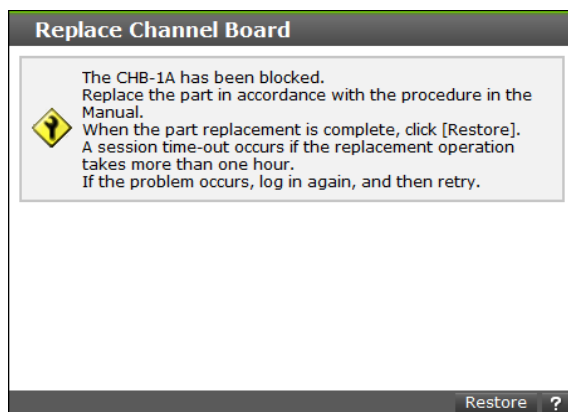 Replace Channel Board
The CHB-1A has been blocked.
Replace the part in accordance with the procedure in the
Manual.
When the part replacement is complete, click [Restore].
A session time-out occurs if the replacement operation
takes more than one hour.
If the problem occurs, log in again, and then retry.
Restore ?